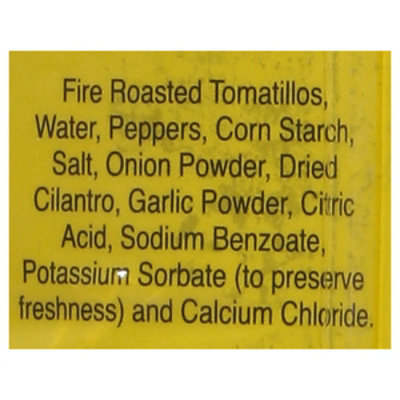 Fire Roasted Tomatillos,
Water, Peppers, Corn Starch,
Salt, Onion Powder, Dried
Cilantro, Garlic Powder, Citric
Acid, Sodium Benzoate,
Potassium Sorbate (to preserve
freshness) and Calcium Chloride.